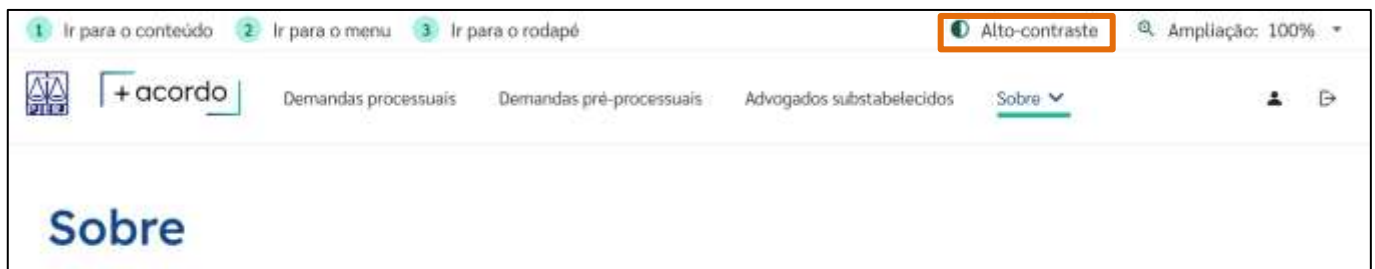 1 Ir para o conteúdo 2 Ir para o menu 3 Ir para o rodapé Alto-contraste Ampliação: 100%
PJERJ +acordo Demandas processuais Demandas pré-processuais Advogados substabelecidos Sobre
Sobre